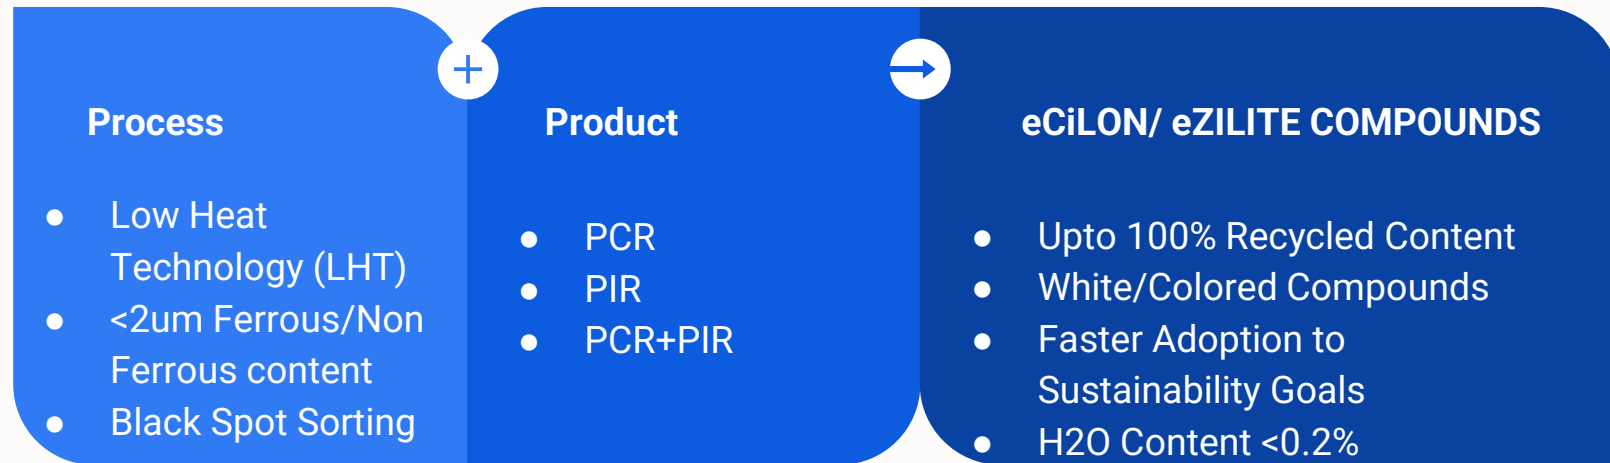 Process
● Low Heat
Technology (LHT)
● <2um Ferrous/Non
Ferrous content
● Black Spot Sorting
Product
● PCR
● PIR
● PCR+PIR
eCiLON/ eZILITE COMPOUNDS
● Upto 100% Recycled Content
● White/Colored Compounds
● Faster Adoption to
Sustainability Goals
● H2O Content <0.2%